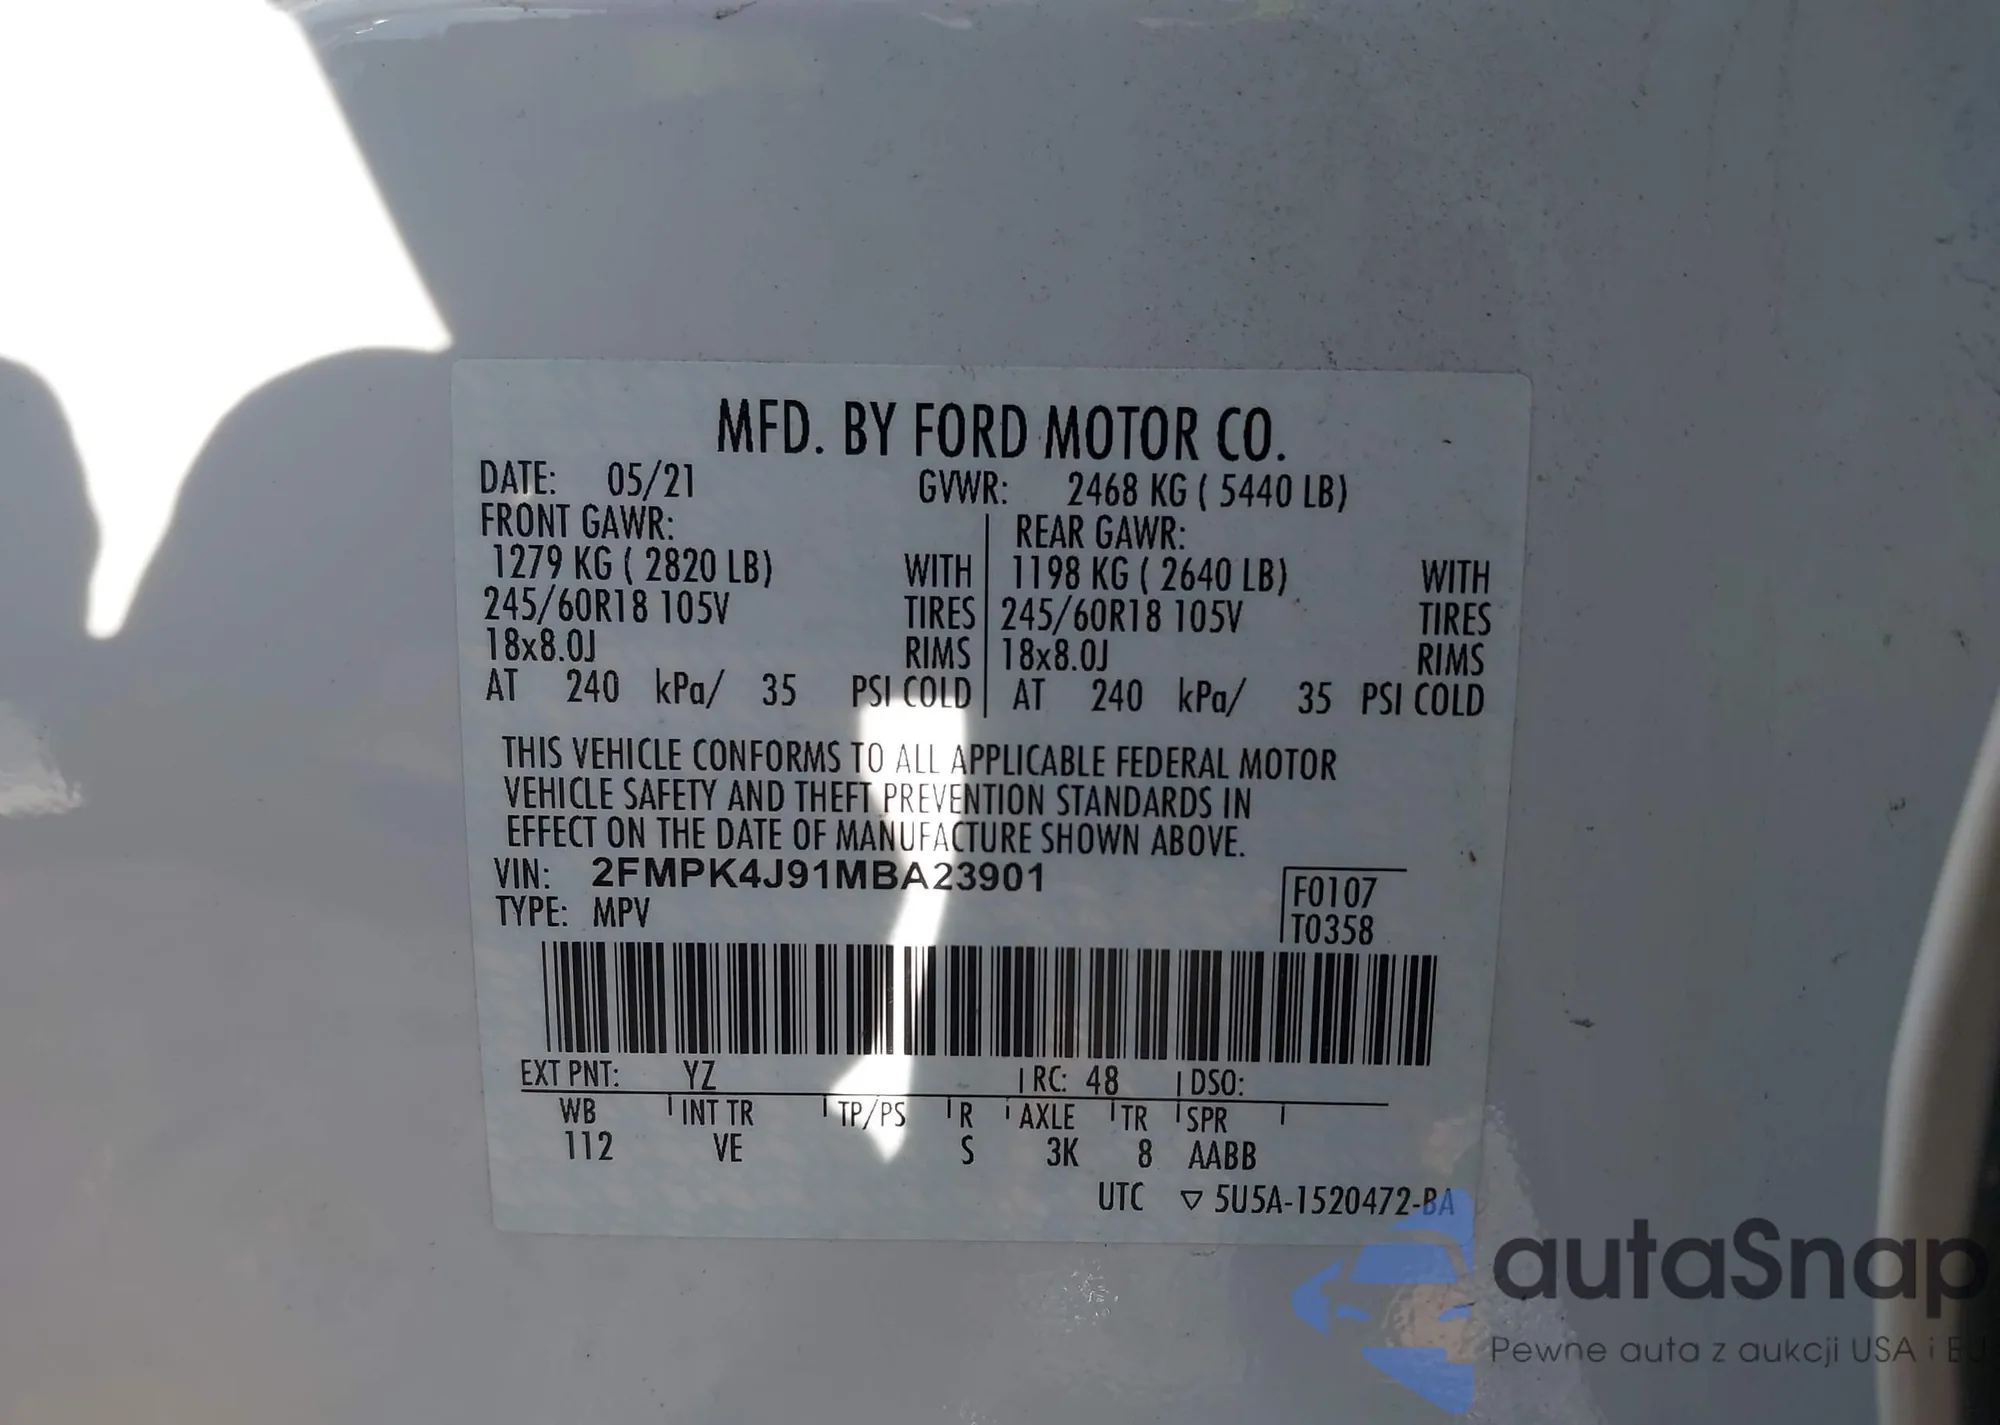 MFD. BY FORD MOTOR CO.
DATE: 05/21 GVWR: 2468 KG ( 5440 LB)
FRONT GAWR: REAR GAWR:
1279 KG ( 2820 LB) WITH 1198 KG ( 2640 LB) WITH
245/60R18 105V TIRES 245/60R18 105V TIRES
18x8.0J RIMS 18x8.0J RIMS
AT 240 kPa/ 35 PSI COLD AT 240 kPa/ 35 PSI COLD
THIS VEHICLE CONFORMS TO ALL APPLICABLE FEDERAL MOTOR
VEHICLE SAFETY AND THEFT PREVENTION STANDARDS IN
EFFECT ON THE DATE OF MANUFACTURE SHOWN ABOVE.
VIN: 2FMPK4J91MBA23901
F0107
TYPE: MPV
T0358
EXT PNT: YZ RC: 48 DSO:
WB INT TR TP/PS R AXLE TR SPR
112 VE S 3K 8 AABB
UTC ▽ 5U5A-1520472-BA
autaSnap
Pewne auta z aukcji USA i EU